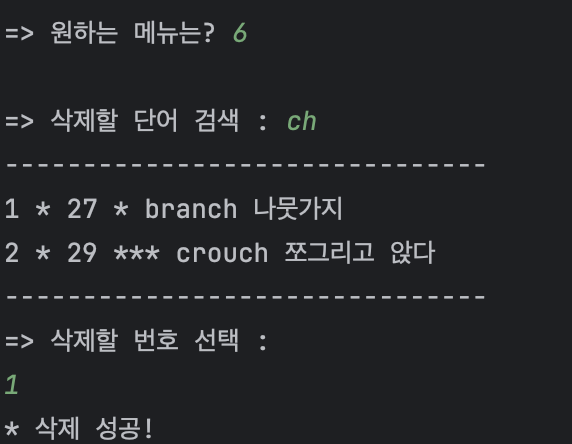 => 원하는 메뉴는? 6
=> 삭제할 단어 검색 : ch
-------------------------------
1 * 27 * branch 나뭇가지
2 * 29 *** crouch 쪼그리고 앉다
-------------------------------
=> 삭제할 번호 선택 :
1
* 삭제 성공!